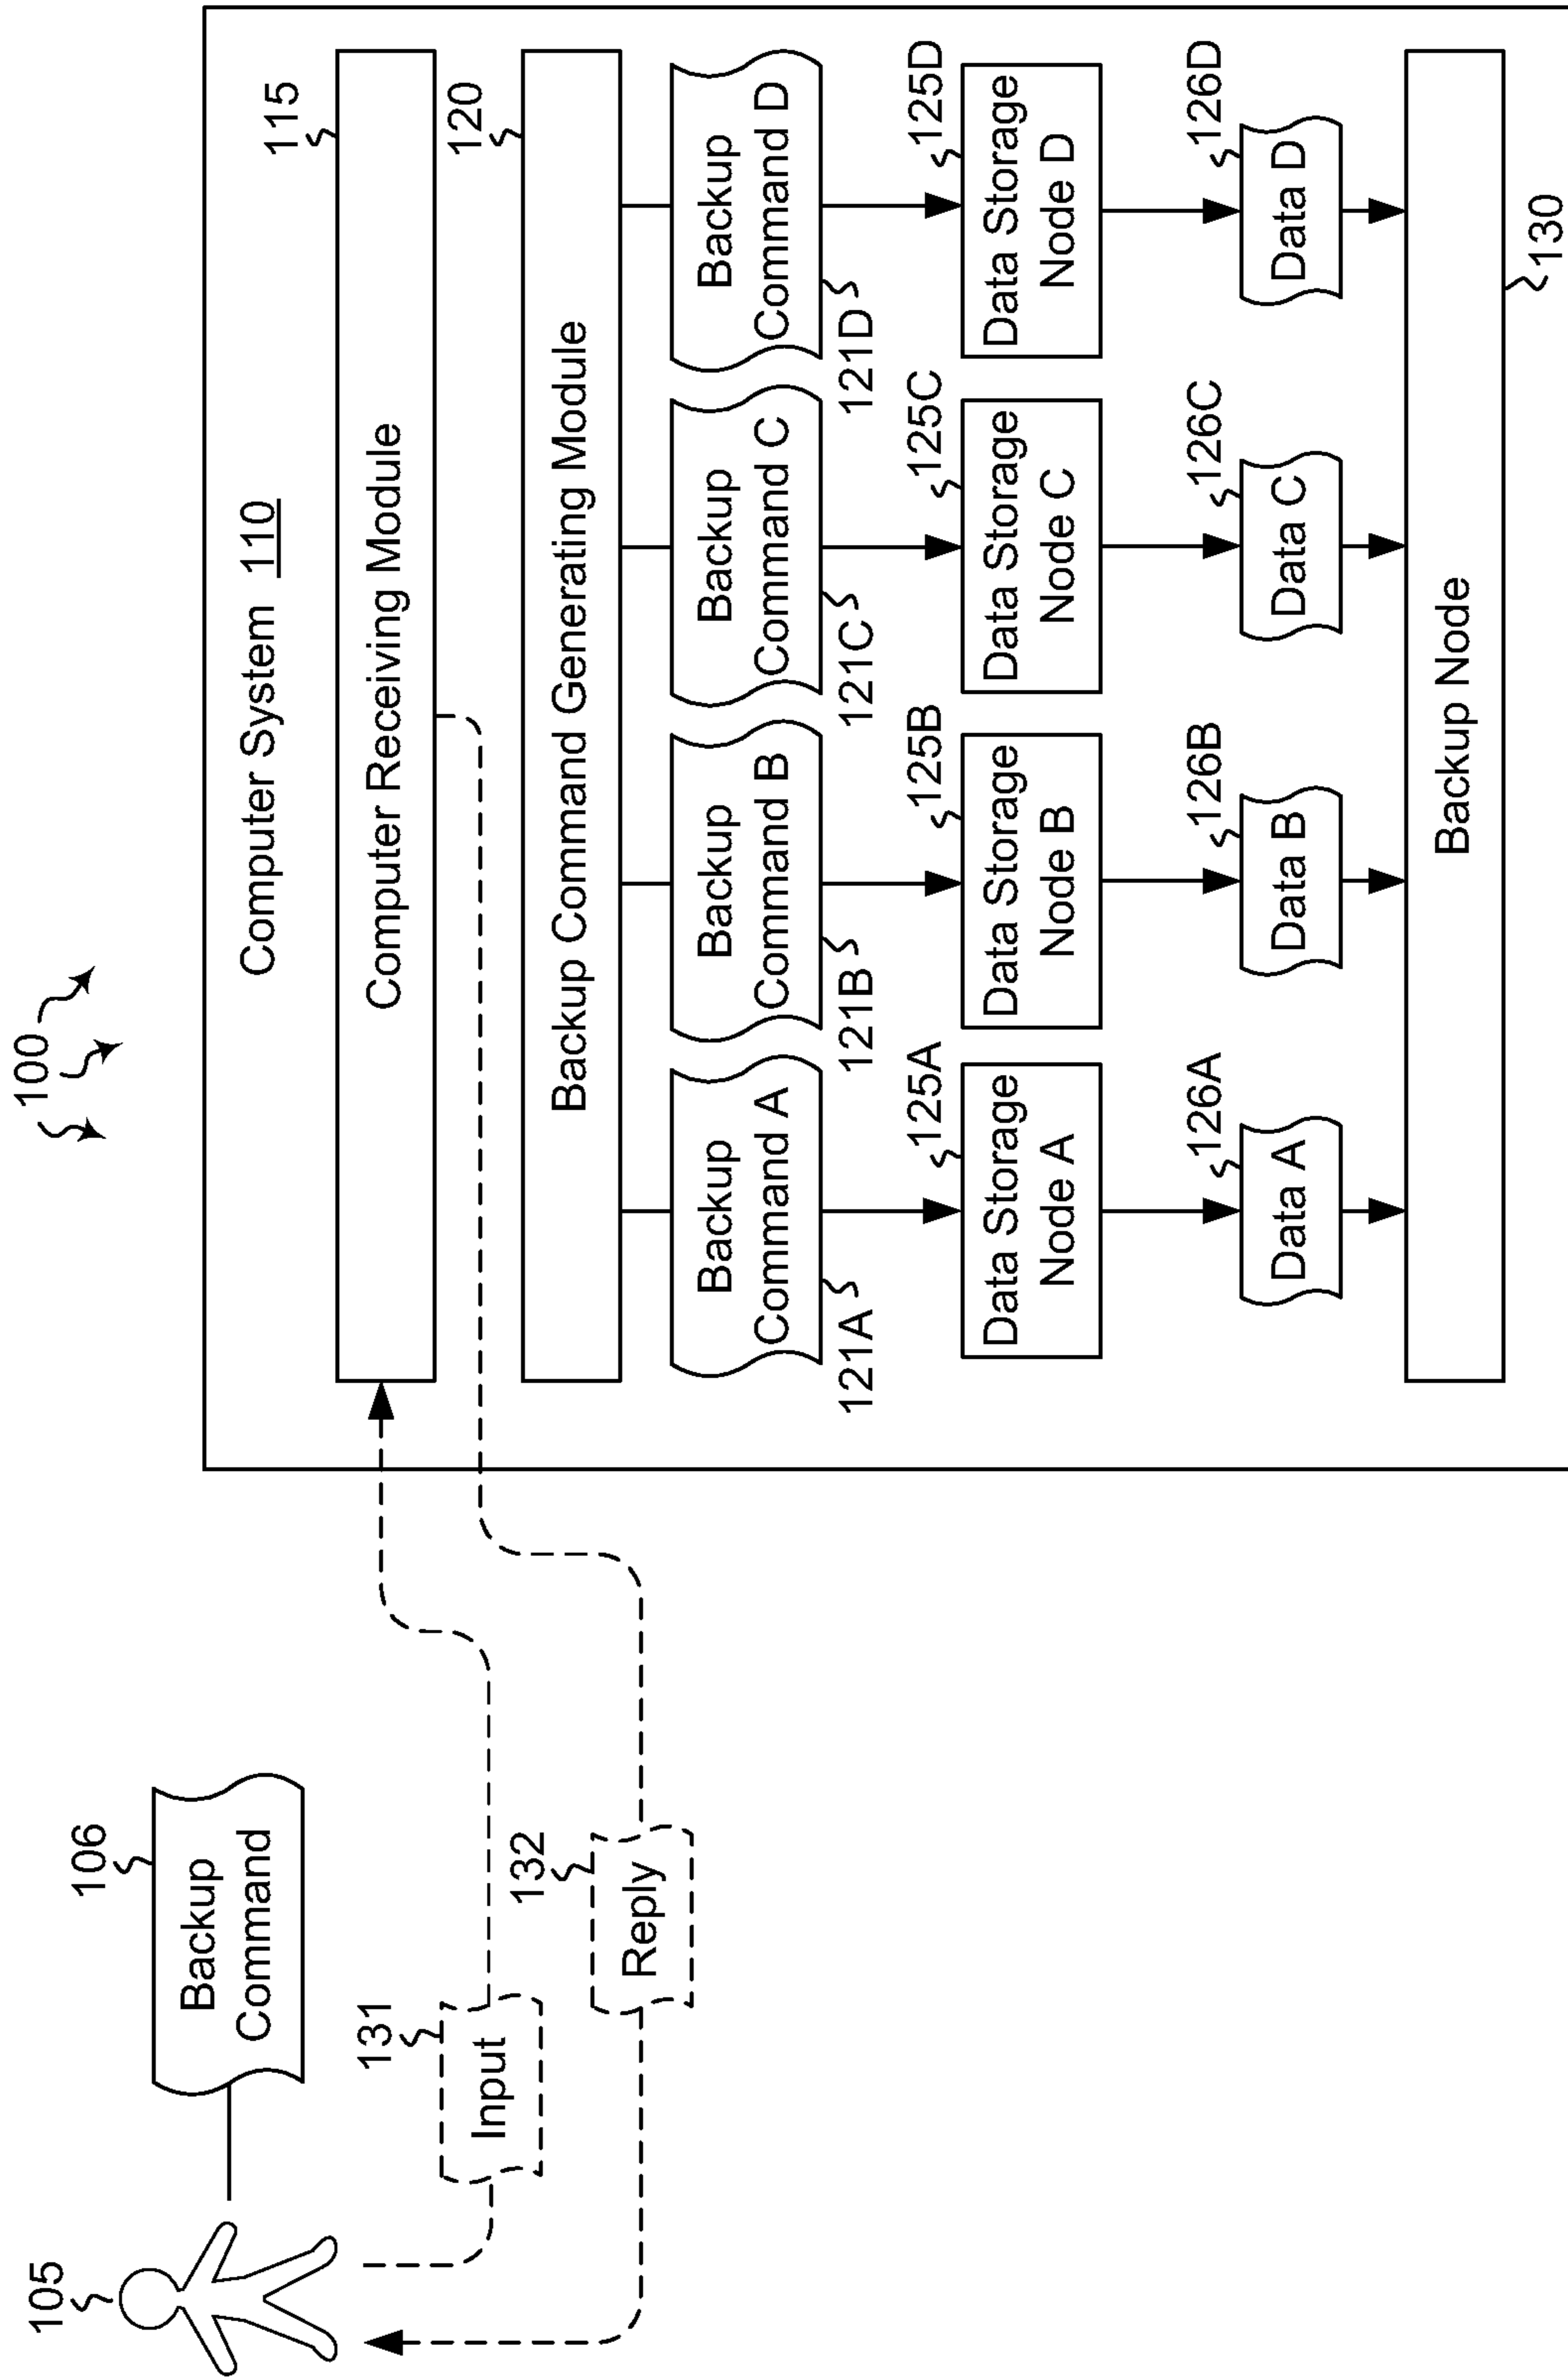 100
105
106
Backup
Command
131
Input
132
Reply
Computer System 110
115
Computer Receiving Module
120
Backup Command Generating Module
Backup
Command A
Backup
Command B
Backup
Command C
Backup
Command D
121A
121B
121C
121D
125A
125B
125C
125D
Data Storage
Node A
Data Storage
Node B
Data Storage
Node C
Data Storage
Node D
126A
126B
126C
126D
Data A
Data B
Data C
Data D
Backup Node
130